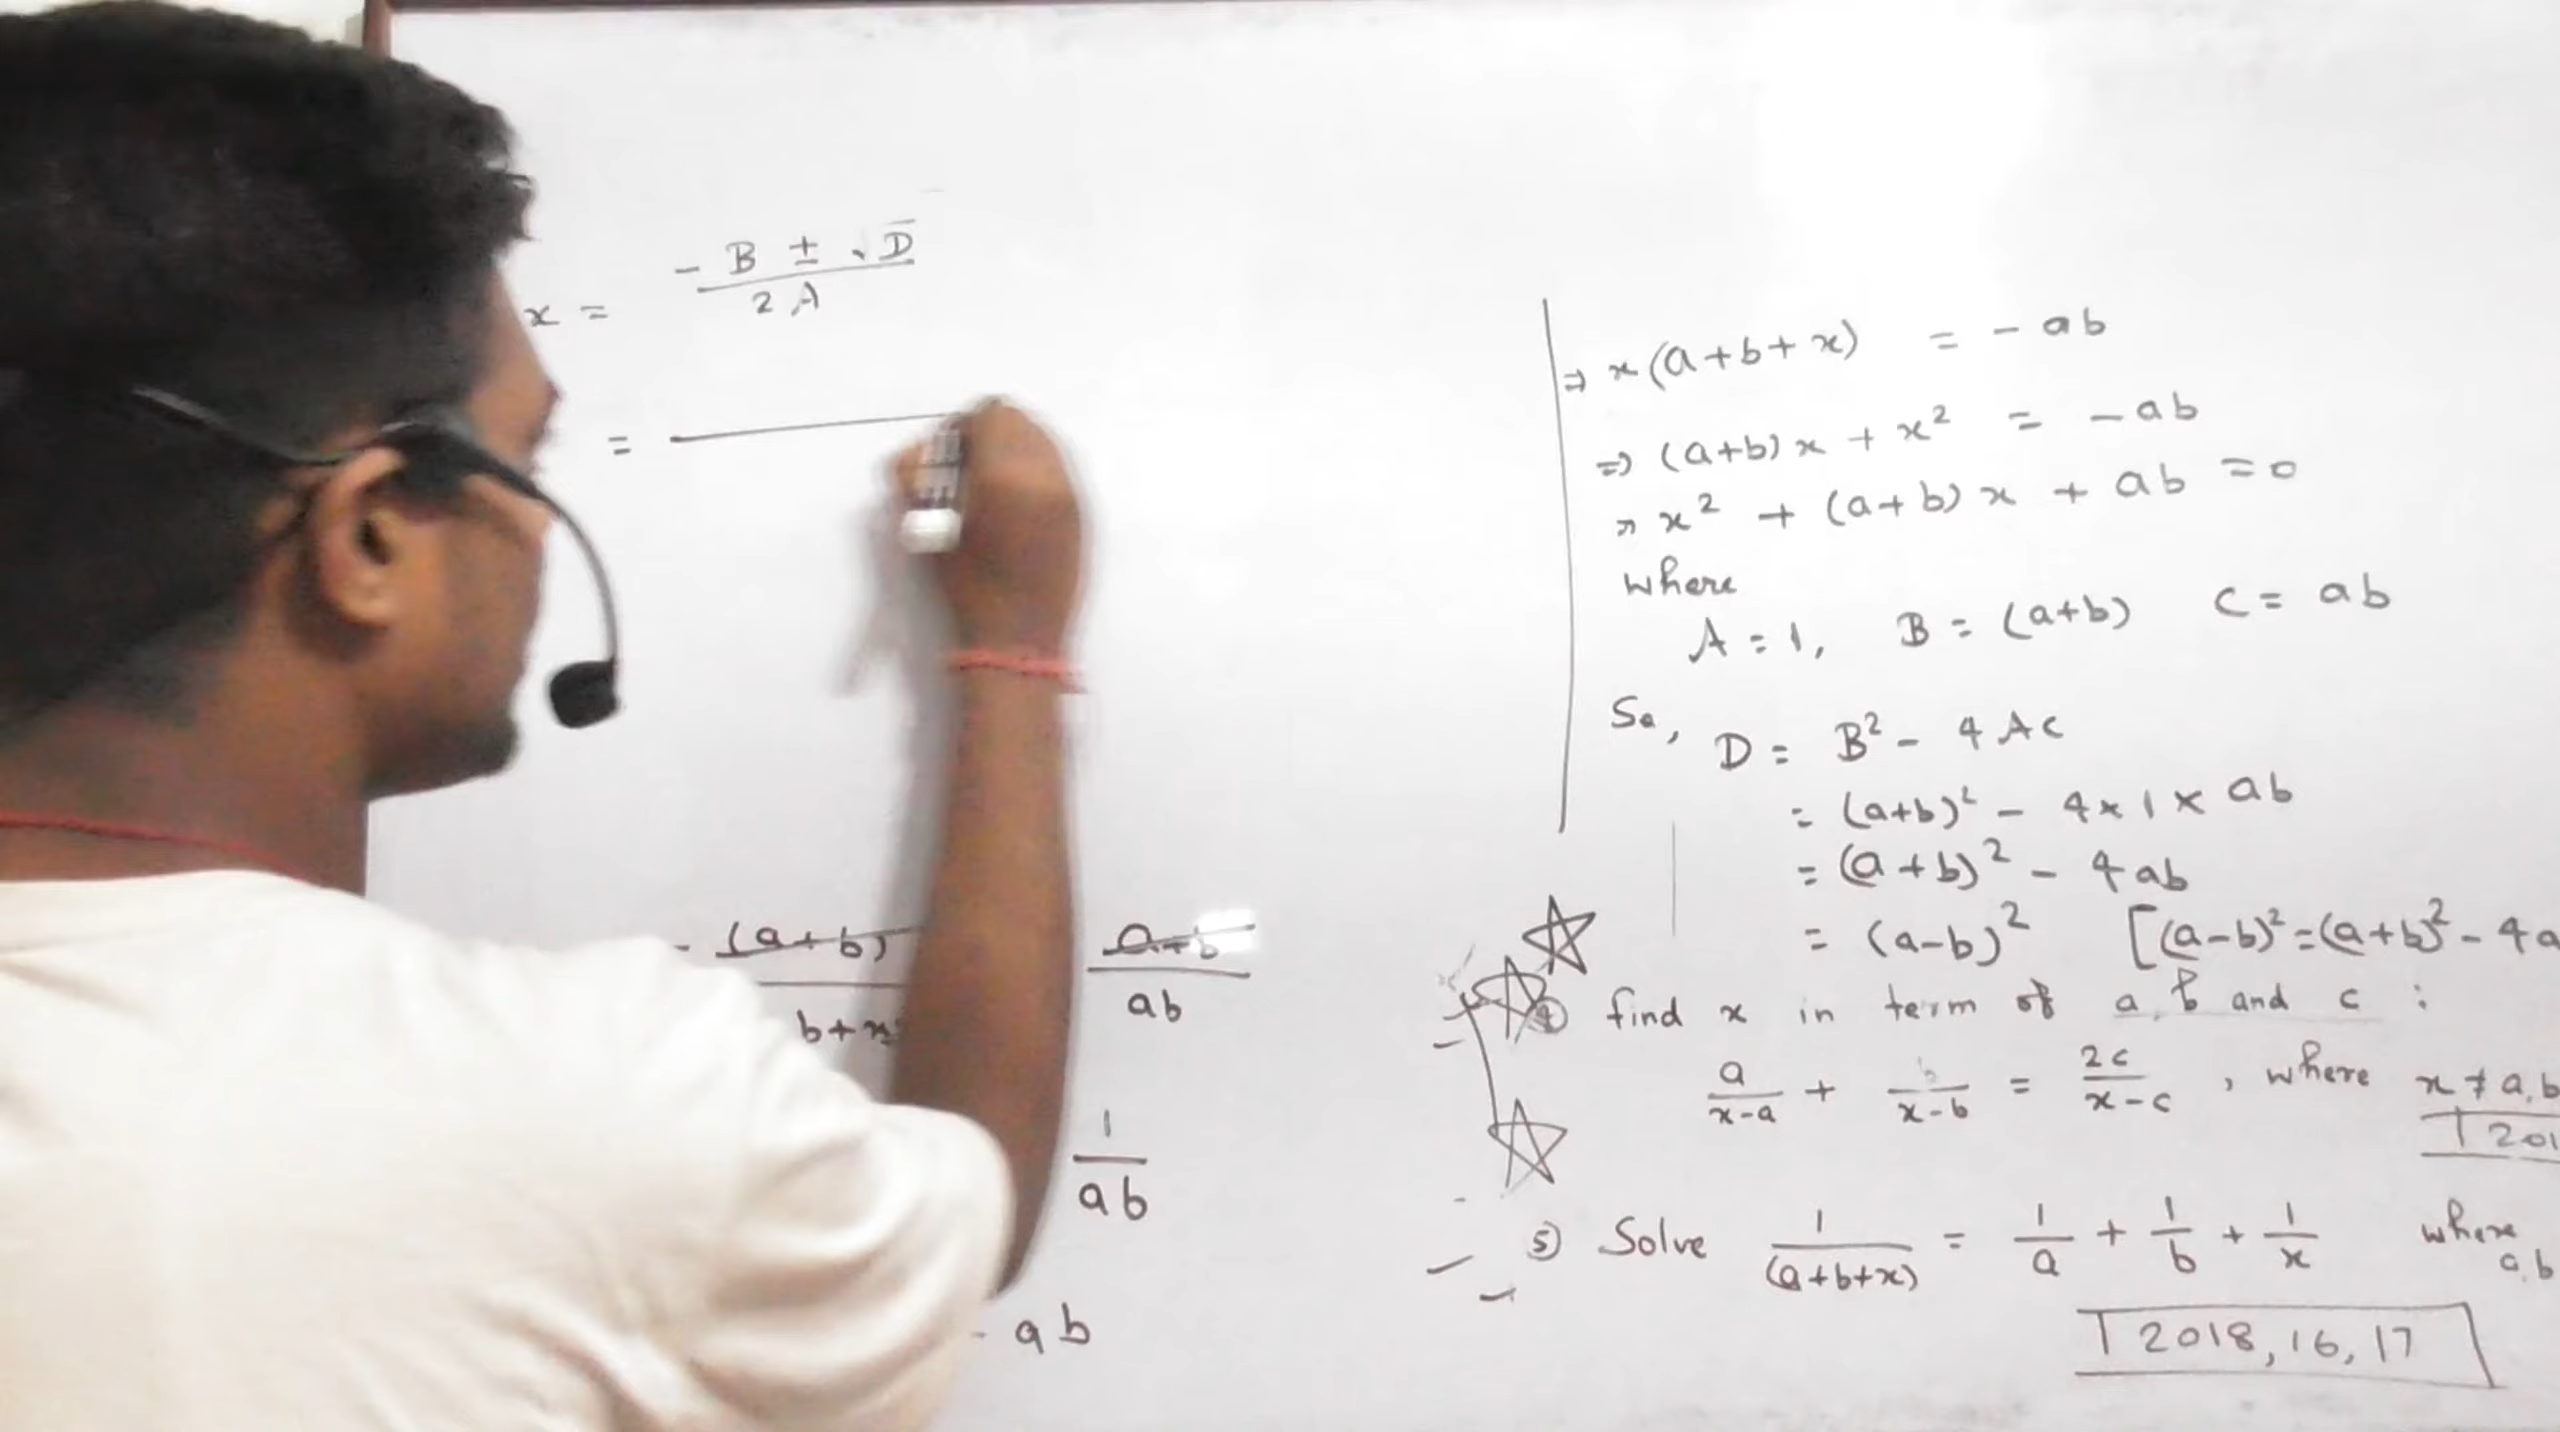 x = - B ± √D / 2A
=
- (a+b) / b+x a+b / ab
1 / ab
- ab
⇒ x(a+b+x) = - ab
⇒ (a+b)x + x² = - ab
⇒ x² + (a+b)x + ab = 0
where
A = 1, B = (a+b) C = ab
So, D = B² - 4AC
= (a+b)² - 4×1×ab
= (a+b)² - 4ab
= (a-b)² [(a-b)²=(a+b)²-4a
④ find x in term of a, b and c :
a/x-a + b/x-b = 2c/x-c , where x ≠ a, b
T 201
⑤ Solve 1/(a+b+x) = 1/a + 1/b + 1/x where a, b
T 2018, 16, 17